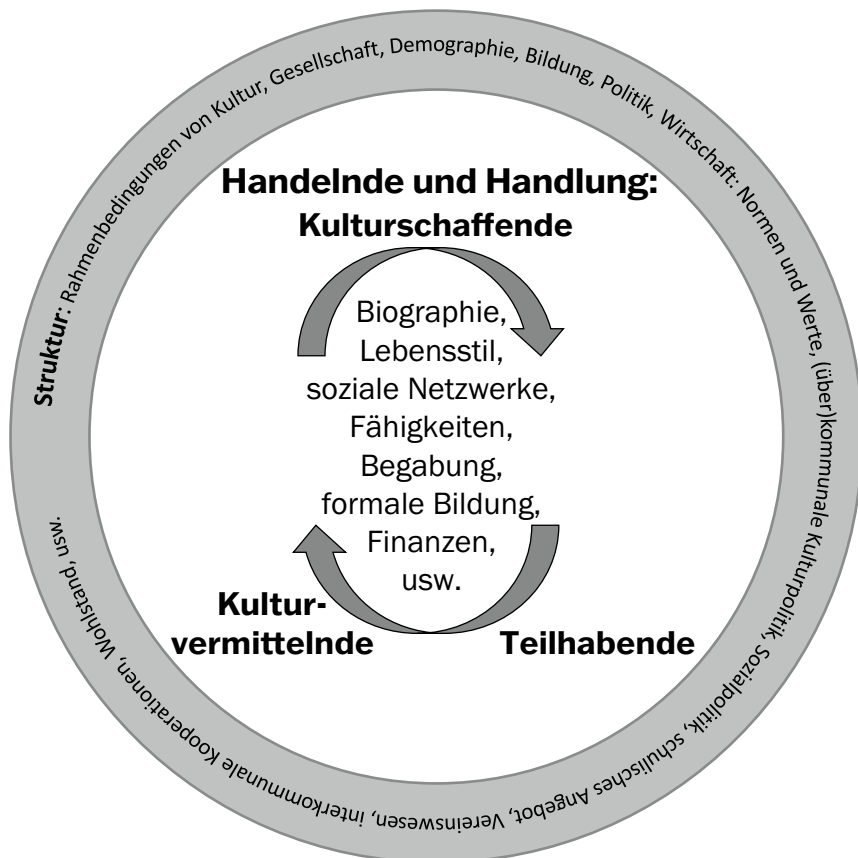 Struktur: Rahmenbedingungen von Kultur, Gesellschaft, Demographie, Bildung, Politik, Wirtschaft: Normen und Werte, (über)kommunale Kulturpolitik, Sozialpolitik, schulisches Angebot, Vereinswesen, interkommunale Kooperationen, Wohlstand, usw.
Handelnde und Handlung:
Kulturschaffende
Biographie,
Lebensstil,
soziale Netzwerke,
Fähigkeiten,
Begabung,
formale Bildung,
Finanzen,
usw.
Kultur-
vermittelnde
Teilhabende